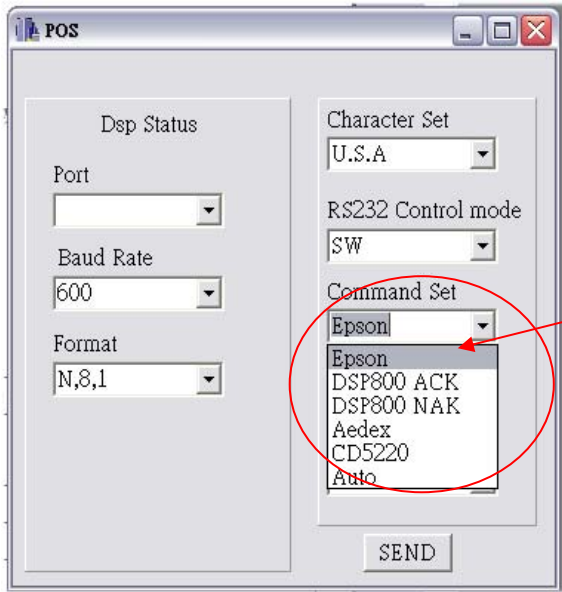 POS
Dsp Status
Port
Baud Rate
600
Format
N,8,1
Character Set
U.S.A
RS232 Control mode
SW
Command Set
Epson
Epson
DSP800 ACK
DSP800 NAK
Aedex
CD5220
Auto
SEND